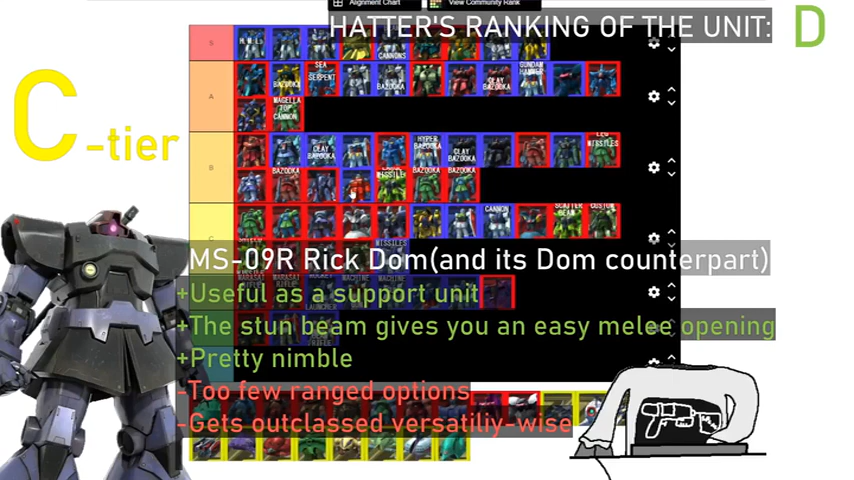 Alignment Chart
View Community Rank
HATTER'S RANKING OF THE UNIT: D
C-tier
S
A
B
C
CANNONS
BAZOOKA
SEA
SERPENT
BAZOOKA
CLAY
BAZOOKA
GUNDAM
HAMMER
MAGELLA
TOP
CANNON
CLAY
BAZOOKA
HYPER
BAZOOKA
CLAY
BAZOOKA
LEG
MISSILES
BAZOOKA
MISSILE
BAZOOKA
BAZOOKA
CANNON
SCATTER
BEAM
CUSTOM
MISSILES
MS-09R Rick Dom(and its Dom counterpart)
+Useful as a support unit
+The stun beam gives you an easy melee opening
+Pretty nimble
-Too few ranged options
-Gets outclassed versatiliy-wise